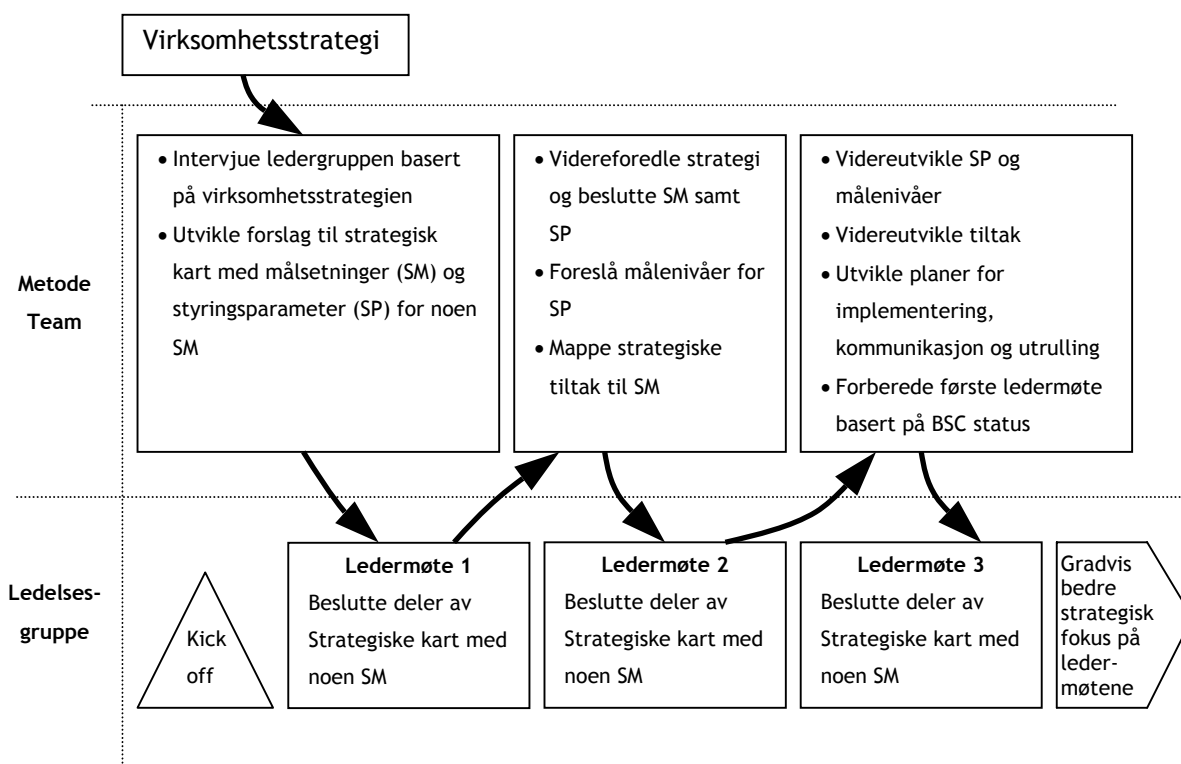 Virksomhetsstrategi
Metode
Team
• Intervjue ledergruppen basert
på virksomhetsstrategien
• Utvikle forslag til strategisk
kart med målsetninger (SM) og
styringsparameter (SP) for noen
SM
• Videreforedle strategi
og beslutte SM samt
SP
• Foreslå målenivåer for
SP
• Mappe strategiske
tiltak til SM
• Videreutvikle SP og
målenivåer
• Videreutvikle tiltak
• Utvikle planer for
implementering,
kommunikasjon og utrulling
• Forberede første ledermøte
basert på BSC status
Ledelses-
gruppe
Kick
off
Ledermøte 1
Beslutte deler av
Strategiske kart med
noen SM
Ledermøte 2
Beslutte deler av
Strategiske kart med
noen SM
Ledermøte 3
Beslutte deler av
Strategiske kart med
noen SM
Gradvis
bedre
strategisk
fokus på
leder-
møtene